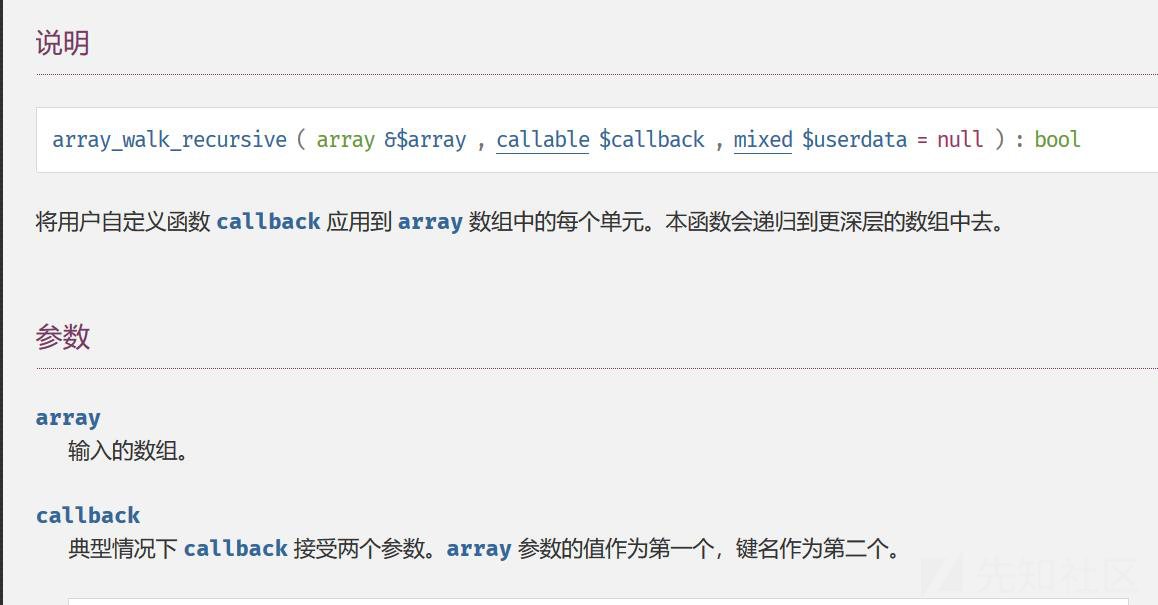 说明
array_walk_recursive ( array &$array , callable $callback , mixed $userdata = null ) : bool
将用户自定义函数 callback 应用到 array 数组中的每个单元。本函数会递归到更深层的数组中去。
参数
array
输入的数组。
callback
典型情况下 callback 接受两个参数。array 参数的值作为第一个，键名作为第二个。
先知社区